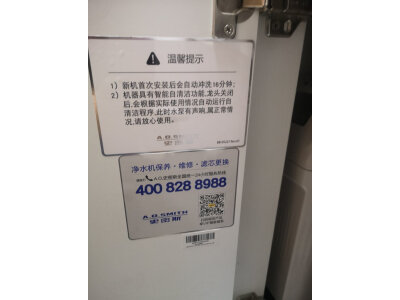 温馨提示
1）新机首次安装后会自动冲洗16分钟；
2）机器具有智能自清洁功能，龙头关闭
后，会根据实际使用情况自动运行自
清洁程序，此时水泵有声响，属正常情
况，请放心使用。
A.O.SMITH
史密斯
净水机保养·维修·滤芯更换
400 828 8988
A.O.SMITH
史密斯